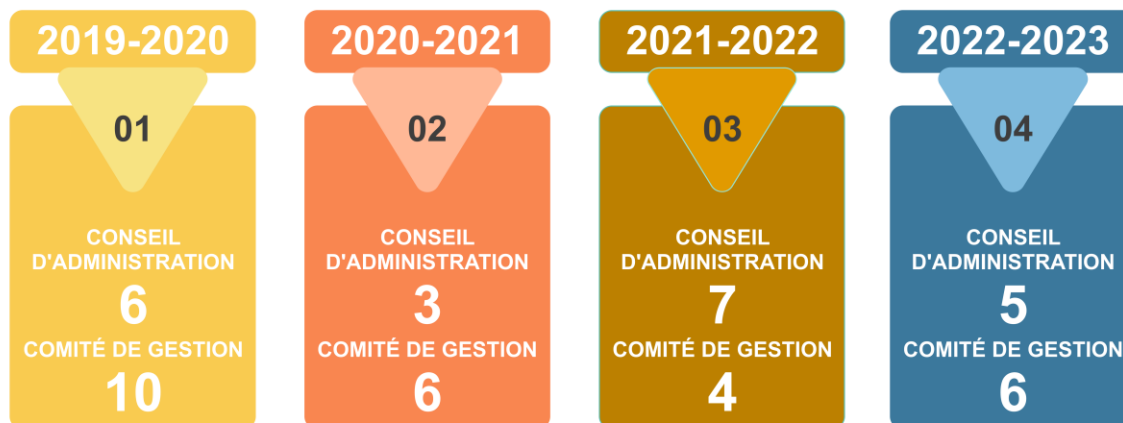 2019-2020
01
CONSEIL
D'ADMINISTRATION
6
COMITÉ DE GESTION
10
2020-2021
02
CONSEIL
D'ADMINISTRATION
3
COMITÉ DE GESTION
6
2021-2022
03
CONSEIL
D'ADMINISTRATION
7
COMITÉ DE GESTION
4
2022-2023
04
CONSEIL
D'ADMINISTRATION
5
COMITÉ DE GESTION
6